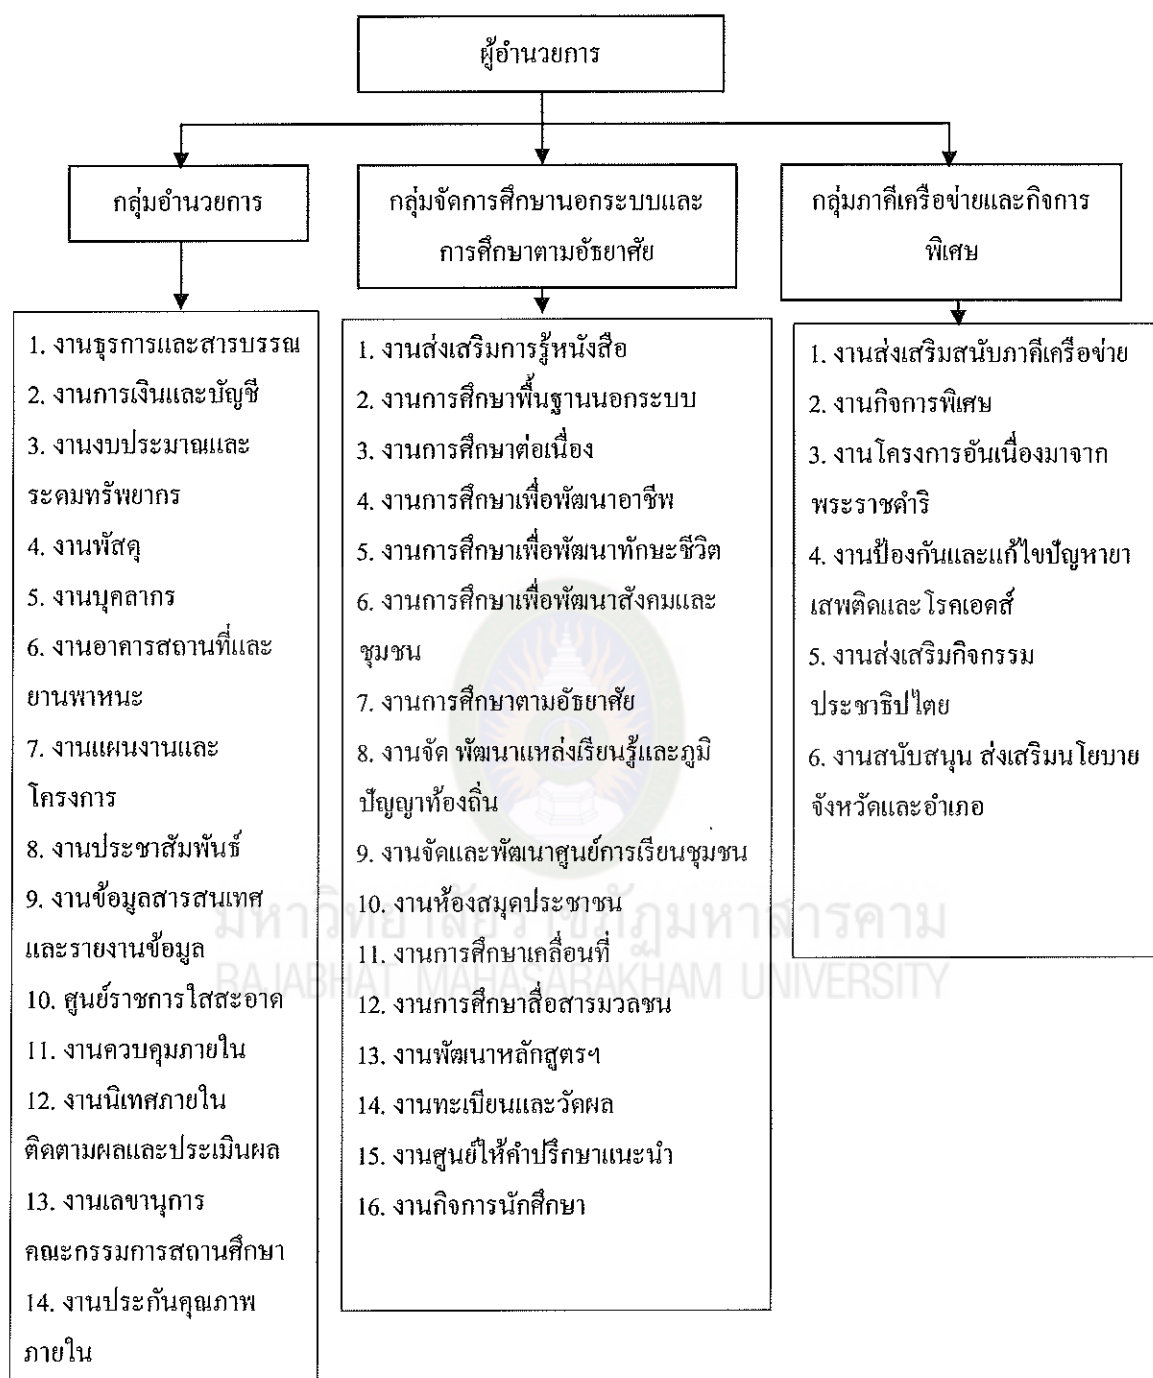 ผู้อำนวยการ
กลุ่มอำนวยการ
กลุ่มจัดการศึกษานอกระบบและ
การศึกษาตามอัธยาศัย
กลุ่มภาคีเครือข่ายและกิจการ
พิเศษ
1. งานธุรการและสารบรรณ
2. งานการเงินและบัญชี
3. งานงบประมาณและ
ระดมทรัพยากร
4. งานพัสดุ
5. งานบุคลากร
6. งานอาคารสถานที่และ
ยานพาหนะ
7. งานแผนงานและ
โครงการ
8. งานประชาสัมพันธ์
9. งานข้อมูลสารสนเทศ
และรายงานข้อมูล
10. ศูนย์ราชการใสสะอาด
11. งานควบคุมภายใน
12. งานนิเทศภายใน
ติดตามผลและประเมินผล
13. งานเลขานุการ
คณะกรรมการสถานศึกษา
14. งานประกันคุณภาพ
ภายใน
1. งานส่งเสริมการรู้หนังสือ
2. งานการศึกษาพื้นฐานนอกระบบ
3. งานการศึกษาต่อเนื่อง
4. งานการศึกษาเพื่อพัฒนาอาชีพ
5. งานการศึกษาเพื่อพัฒนาทักษะชีวิต
6. งานการศึกษาเพื่อพัฒนาสังคมและ
ชุมชน
7. งานการศึกษาตามอัธยาศัย
8. งานจัด พัฒนาแหล่งเรียนรู้และภูมิ
ปัญญาท้องถิ่น
9. งานจัดและพัฒนาศูนย์การเรียนชุมชน
10. งานห้องสมุดประชาชน
11. งานการศึกษาเคลื่อนที่
12. งานการศึกษาสื่อสารมวลชน
13. งานพัฒนาหลักสูตรฯ
14. งานทะเบียนและวัดผล
15. งานศูนย์ให้คำปรึกษาแนะนำ
16. งานกิจการนักศึกษา
1. งานส่งเสริมสนับภาคีเครือข่าย
2. งานกิจการพิเศษ
3. งานโครงการอันเนื่องมาจาก
พระราชดำริ
4. งานป้องกันและแก้ไขปัญหายา
เสพติดและโรคเอดส์
5. งานส่งเสริมกิจกรรม
ประชาธิปไตย
6. งานสนับสนุน ส่งเสริมนโยบาย
จังหวัดและอำเภอ
มหาวิทยาลัยราชภัฏมหาสารคาม
RAJABHAT MAHASARAKHAM UNIVERSITY